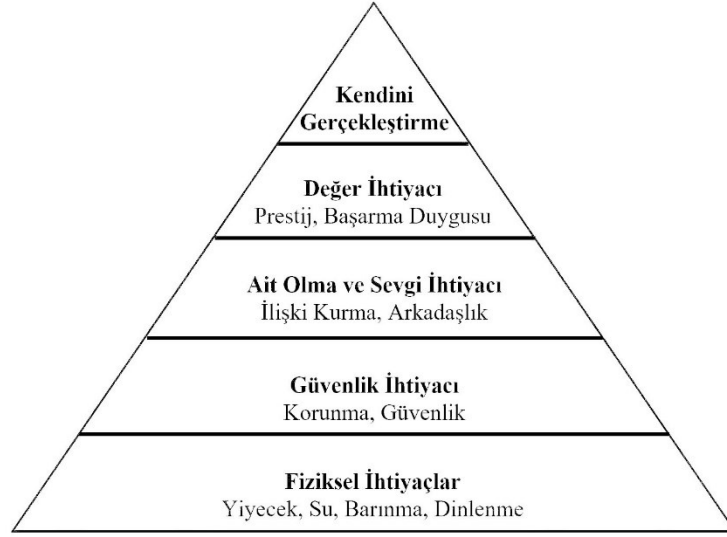 Kendini
Gerçekleştirme
Değer İhtiyacı
Prestij, Başarma Duygusu
Ait Olma ve Sevgi İhtiyacı
İlişki Kurma, Arkadaşlık
Güvenlik İhtiyacı
Korunma, Güvenlik
Fiziksel İhtiyaçlar
Yiyecek, Su, Barınma, Dinlenme